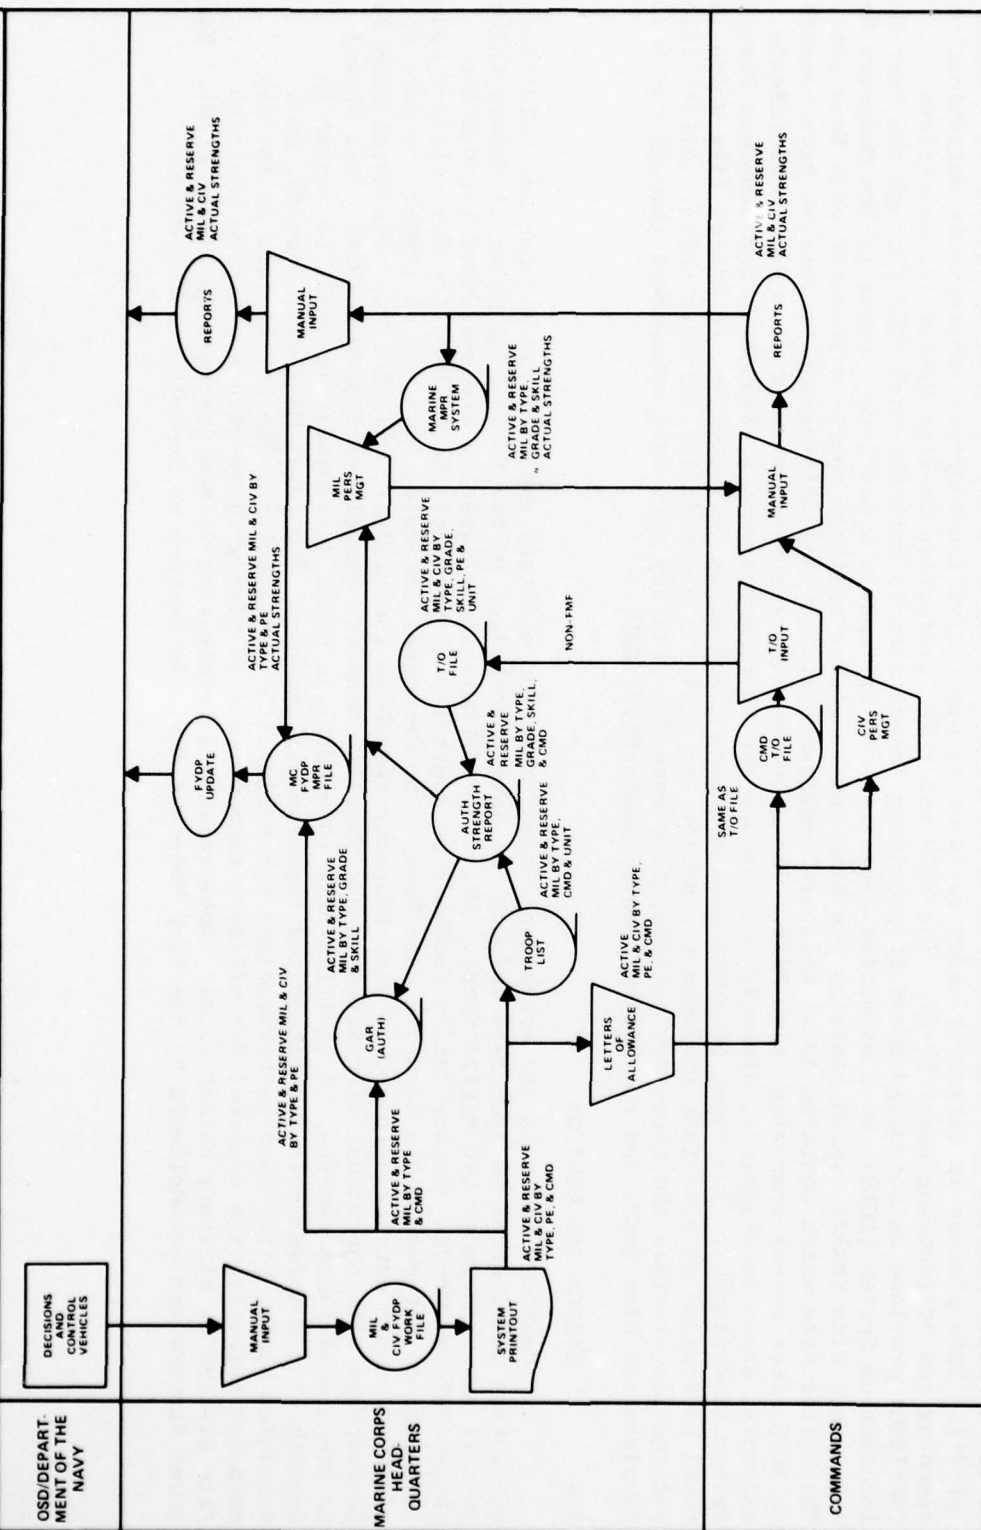 OSD/DEPART-
MENT OF THE
NAVY
DECISIONS
AND
CONTROL
VEHICLES
MARINE CORPS
HEAD-
QUARTERS
MANUAL
INPUT
MIL
&
CIV FYDP
WORK
FILE
SYSTEM
PRINTOUT
ACTIVE & RESERVE
MIL & CIV BY
TYPE, PE, & CMD
ACTIVE & RESERVE MIL & CIV
BY TYPE & PE
ACTIVE & RESERVE
MIL BY TYPE
& CMD
GAR
(AUTH)
ACTIVE & RESERVE
MIL BY TYPE, GRADE
& SKILL
TROOP
LIST
ACTIVE & RESERVE
MIL BY TYPE,
CMD & UNIT
LETTERS
OF
ALLOWANCE
ACTIVE
MIL & CIV BY TYPE,
PE, & CMD
AUTH
STRENGTH
REPORT
ACTIVE &
RESERVE
MIL BY TYPE,
GRADE, SKILL,
& CMD
FYDP
UPDATE
MC
FYDP
MPR
FILE
ACTIVE & RESERVE MIL & CIV BY
TYPE & PE
ACTUAL STRENGTHS
T/O
FILE
ACTIVE & RESERVE
MIL & CIV BY
TYPE, GRADE,
SKILL, PE &
UNIT
NON-FMF
MIL
PERS
MGT
MARINE
MPR
SYSTEM
ACTIVE & RESERVE
MIL BY TYPE,
GRADE & SKILL
ACTUAL STRENGTHS
MANUAL
INPUT
REPORTS
ACTIVE & RESERVE
MIL & CIV
ACTUAL STRENGTHS
COMMANDS
SAME AS
T/O FILE
CMD
T/O
FILE
T/O
INPUT
CIV
PERS
MGT
MANUAL
INPUT
REPORTS
ACTIVE & RESERVE
MIL & CIV
ACTUAL STRENGTHS